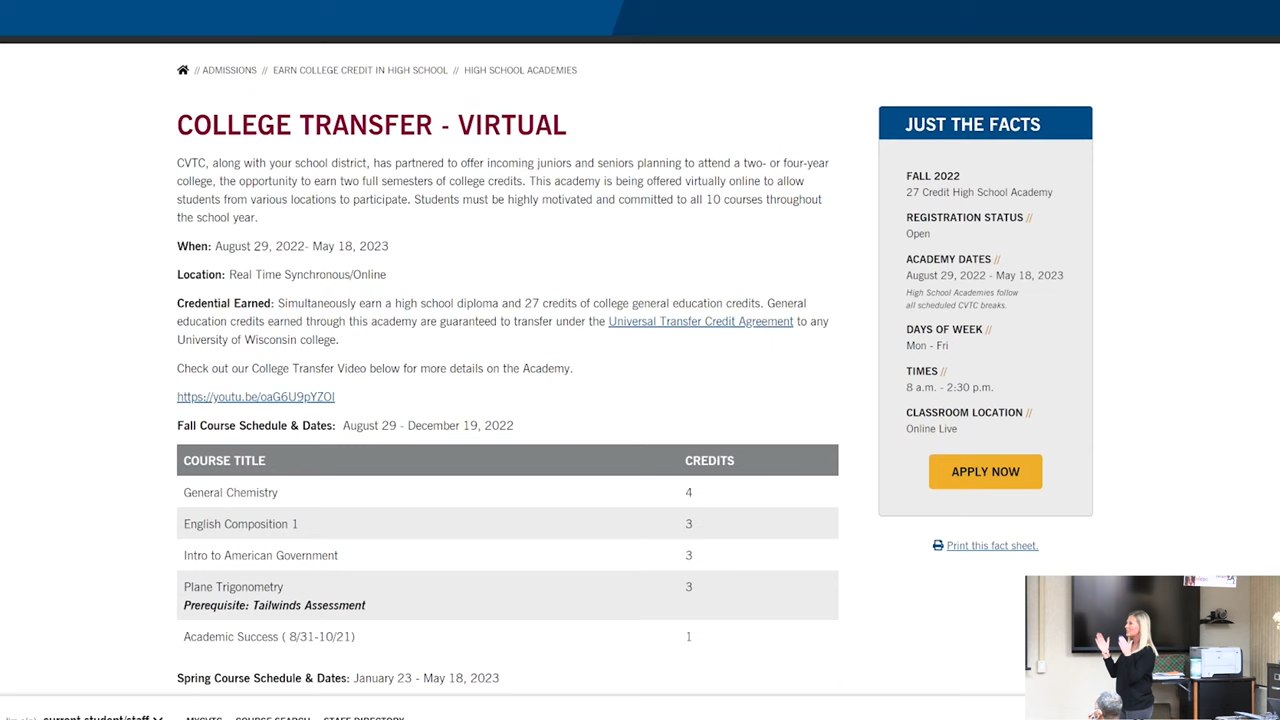 // ADMISSIONS // EARN COLLEGE CREDIT IN HIGH SCHOOL // HIGH SCHOOL ACADEMIES
COLLEGE TRANSFER - VIRTUAL
CVTC, along with your school district, has partnered to offer incoming juniors and seniors planning to attend a two- or four-year
college, the opportunity to earn two full semesters of college credits. This academy is being offered virtually online to allow
students from various locations to participate. Students must be highly motivated and committed to all 10 courses throughout
the school year.
When: August 29, 2022- May 18, 2023
Location: Real Time Synchronous/Online
Credential Earned: Simultaneously earn a high school diploma and 27 credits of college general education credits. General
education credits earned through this academy are guaranteed to transfer under the Universal Transfer Credit Agreement to any
University of Wisconsin college.
Check out our College Transfer Video below for more details on the Academy.
https://youtu.be/oaG6U9pYZOI
Fall Course Schedule & Dates: August 29 - December 19, 2022
COURSE TITLE CREDITS
General Chemistry 4
English Composition 1 3
Intro to American Government 3
Plane Trigonometry 3
Prerequisite: Tailwinds Assessment
Academic Success ( 8/31-10/21) 1
Spring Course Schedule & Dates: January 23 - May 18, 2023
JUST THE FACTS
FALL 2022
27 Credit High School Academy
REGISTRATION STATUS //
Open
ACADEMY DATES //
August 29, 2022 - May 18, 2023
High School Academies follow
all scheduled CVTC breaks.
DAYS OF WEEK //
Mon - Fri
TIMES //
8 a.m. - 2:30 p.m.
CLASSROOM LOCATION //
Online Live
APPLY NOW
Print this fact sheet.
current student/staff MYCVTC COURSE SEARCH STAFF DIRECTORY